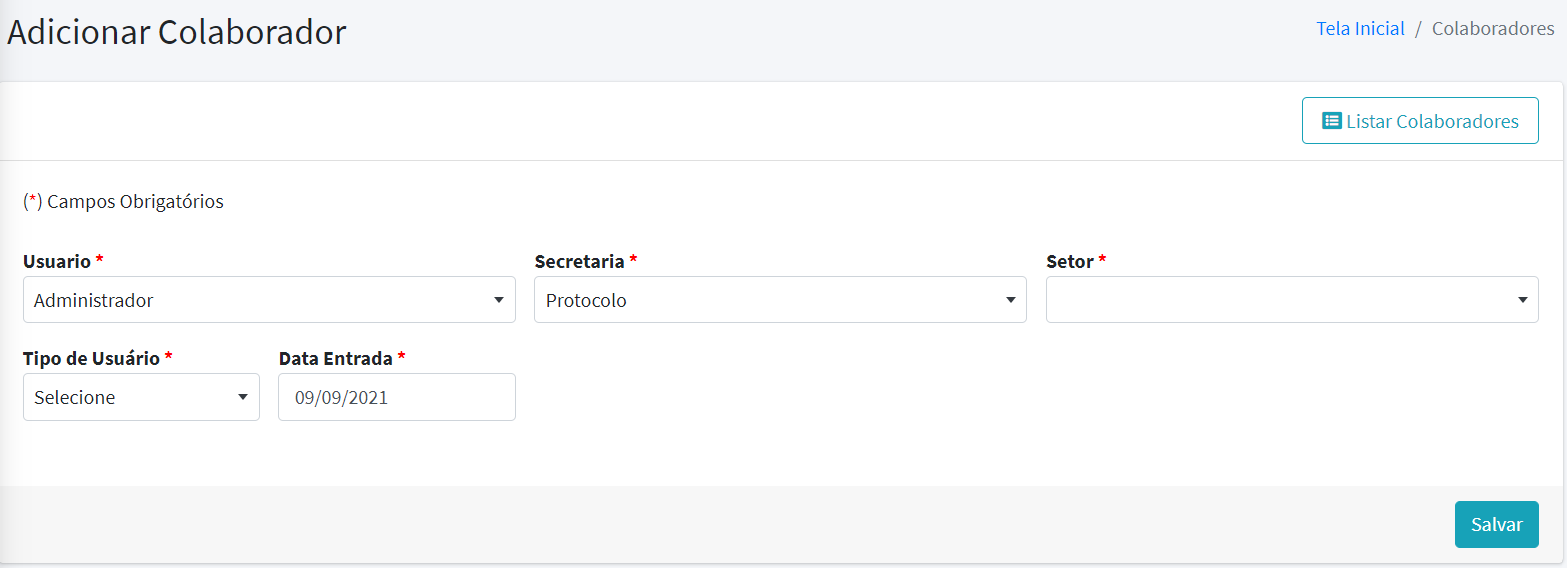 Adicionar Colaborador
Tela Inicial / Colaboradores
Listar Colaboradores
(*) Campos Obrigatórios
Usuario *
Secretaria *
Setor *
Administrador
Protocolo
Tipo de Usuário *
Data Entrada *
Selecione
09/09/2021
Salvar